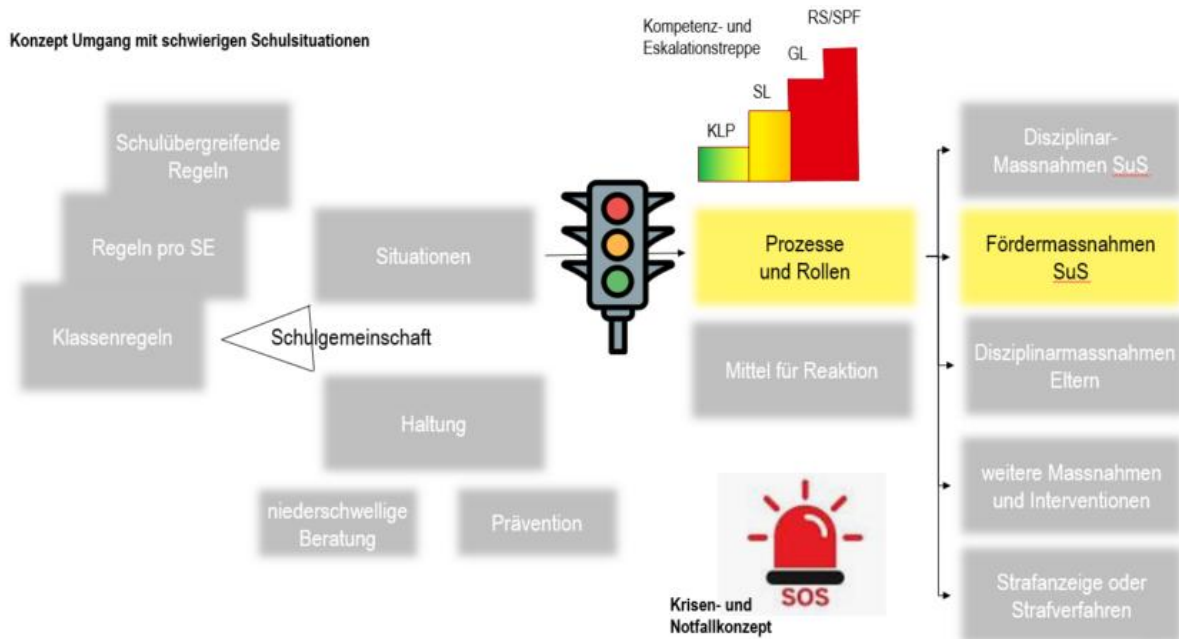 Konzept Umgang mit schwierigen Schulsituationen
Schulübergreifende
Regeln
Regeln pro SE
Klassenregeln
Schulgemeinschaft
Situationen
Haltung
niederschwellige
Beratung
Prävention
Kompetenz- und
Eskalationstreppe
KLP
SL
GL
RS/SPF
Prozesse
und Rollen
Mittel für Reaktion
SOS
Krisen- und
Notfallkonzept
Disziplinar-
Massnahmen SuS
Fördermassnahmen
SuS
Disziplinarmassnahmen
Eltern
weitere Massnahmen
und Interventionen
Strafanzeige oder
Strafverfahren